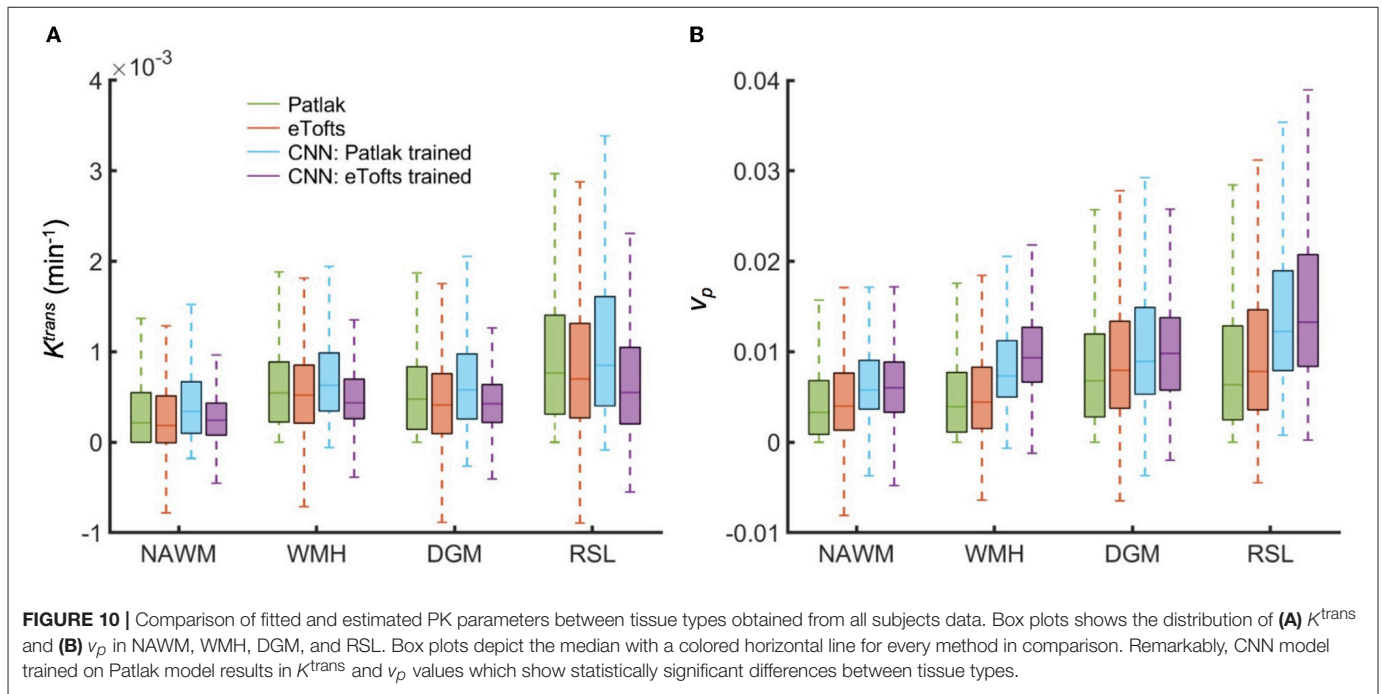 A
×10⁻³
4
3
2
1
0
-1
Kᵗʳᵃⁿˢ (min⁻¹)
Patlak
eTofts
CNN: Patlak trained
CNN: eTofts trained
NAWM WMH DGM RSL
B
0.04
0.03
0.02
0.01
0
-0.01
vₚ
NAWM WMH DGM RSL
FIGURE 10 | Comparison of fitted and estimated PK parameters between tissue types obtained from all subjects data. Box plots shows the distribution of (A) Kᵗʳᵃⁿˢ
and (B) vₚ in NAWM, WMH, DGM, and RSL. Box plots depict the median with a colored horizontal line for every method in comparison. Remarkably, CNN model
trained on Patlak model results in Kᵗʳᵃⁿˢ and vₚ values which show statistically significant differences between tissue types.